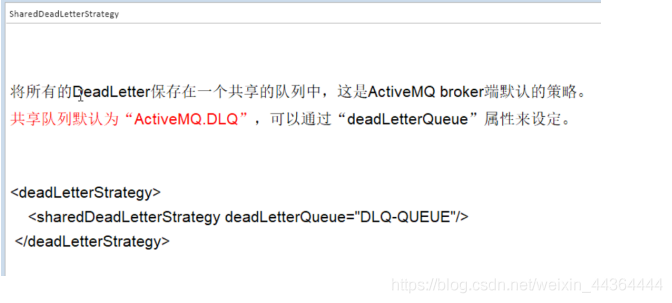 SharedDeadLetterStrategy
将所有的DeadLetter保存在一个共享的队列中，这是ActiveMQ broker端默认的策略。
共享队列默认为“ActiveMQ.DLQ”，可以通过“deadLetterQueue”属性来设定。
<deadLetterStrategy>
<sharedDeadLetterStrategy deadLetterQueue="DLQ-QUEUE"/>
</deadLetterStrategy>
https://blog.csdn.net/weixin_44364444